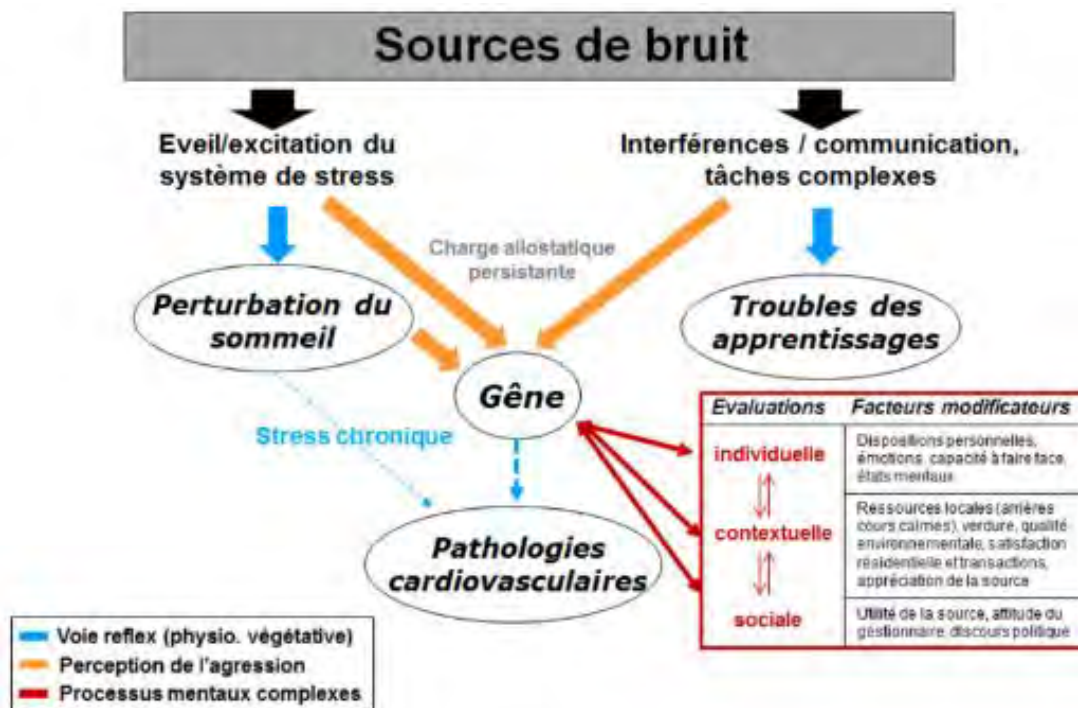 Sources de bruit
Eveil/excitation du
système de stress
Interférences / communication,
tâches complexes
Charge allostatique
persistante
Perturbation du
sommeil
Troubles des
apprentissages
Gêne
Stress chronique
Pathologies
cardiovasculaires
Evaluations
Facteurs modificateurs
individuelle
Dispositions personnelles,
émotions, capacité à faire face,
états mentaux
contextuelle
Ressources locales (arrières
cours calmes), verdure, qualité
environnementale, satisfaction
résidentielle et transactions,
appréciation de la source
sociale
Utilité de la source, attitude du
gestionnaire, discours politique
Voie reflex (physio. végétative)
Perception de l'agression
Processus mentaux complexes